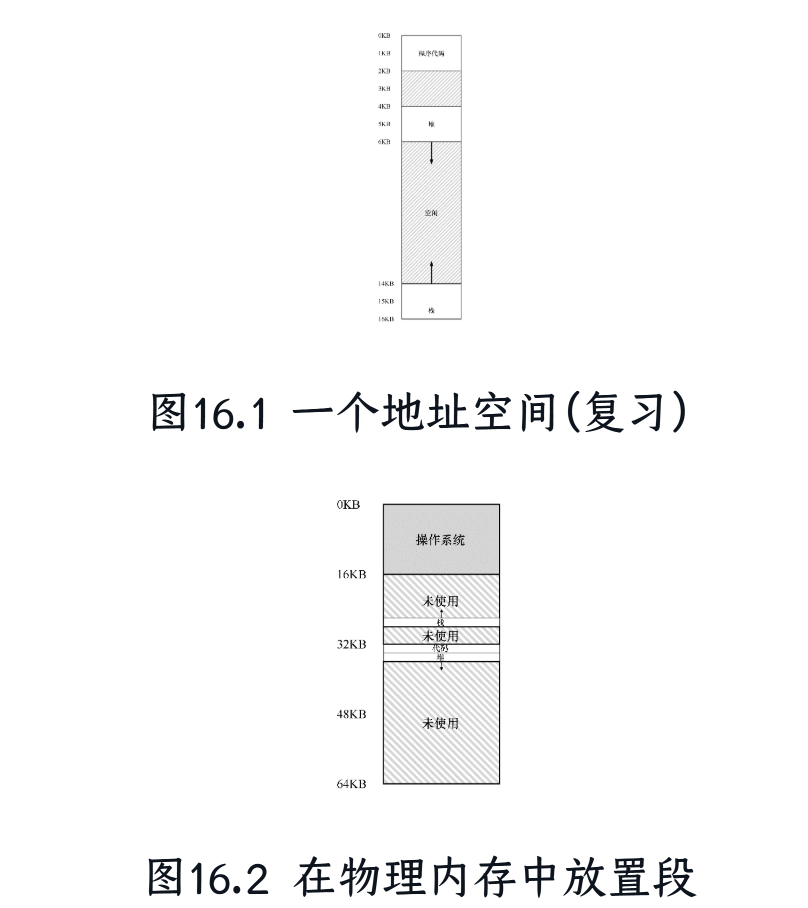 0KB
1KB 程序代码
2KB
3KB
4KB
5KB 堆
6KB
空闲
14KB
15KB
栈
16KB
图16.1 一个地址空间(复习)
0KB
操作系统
16KB
未使用
栈
未使用
32KB
代码
堆
48KB
未使用
64KB
图16.2 在物理内存中放置段